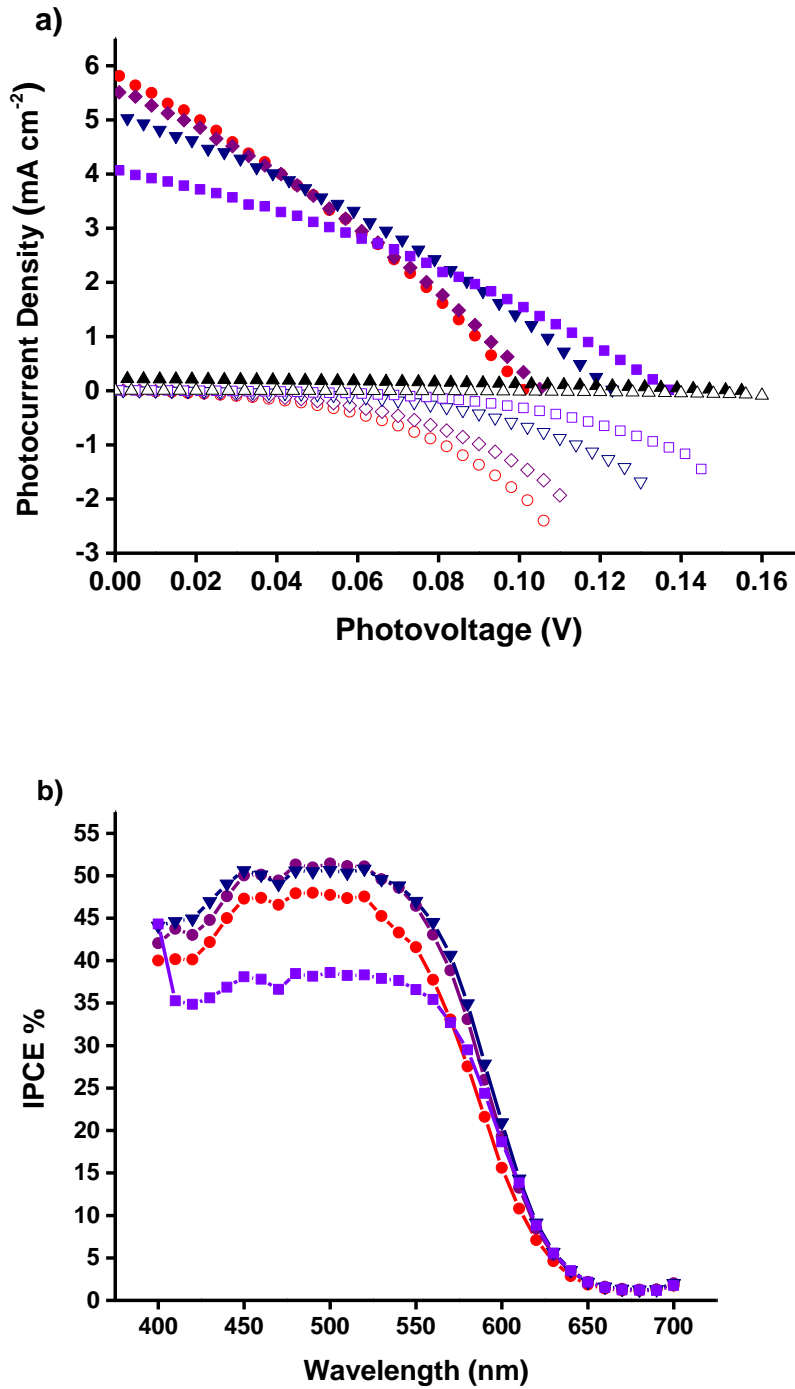 a)
6
5
4
3
2
1
0
-1
-2
-3
0.00 0.02 0.04 0.06 0.08 0.10 0.12 0.14 0.16
Photocurrent Density (mA cm⁻²)
Photovoltage (V)
b)
55
50
45
40
35
30
25
20
15
10
5
0
400 450 500 550 600 650 700
IPCE %
Wavelength (nm)